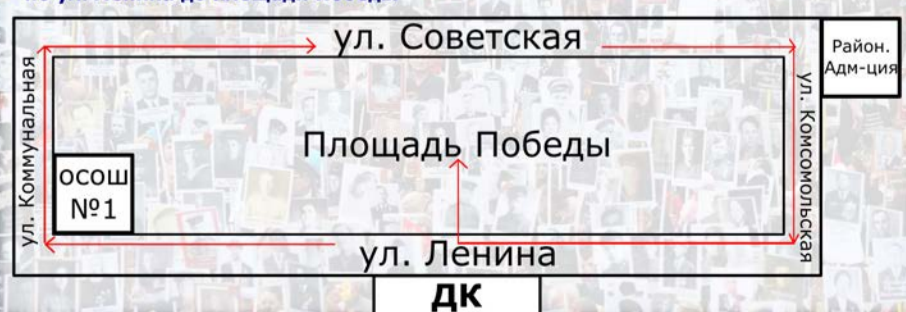 ул. Советская
Район.
Адм-ция
ул. Коммунальная
ул. Комсомольская
Площадь Победы
осош
№1
ул. Ленина
ДК